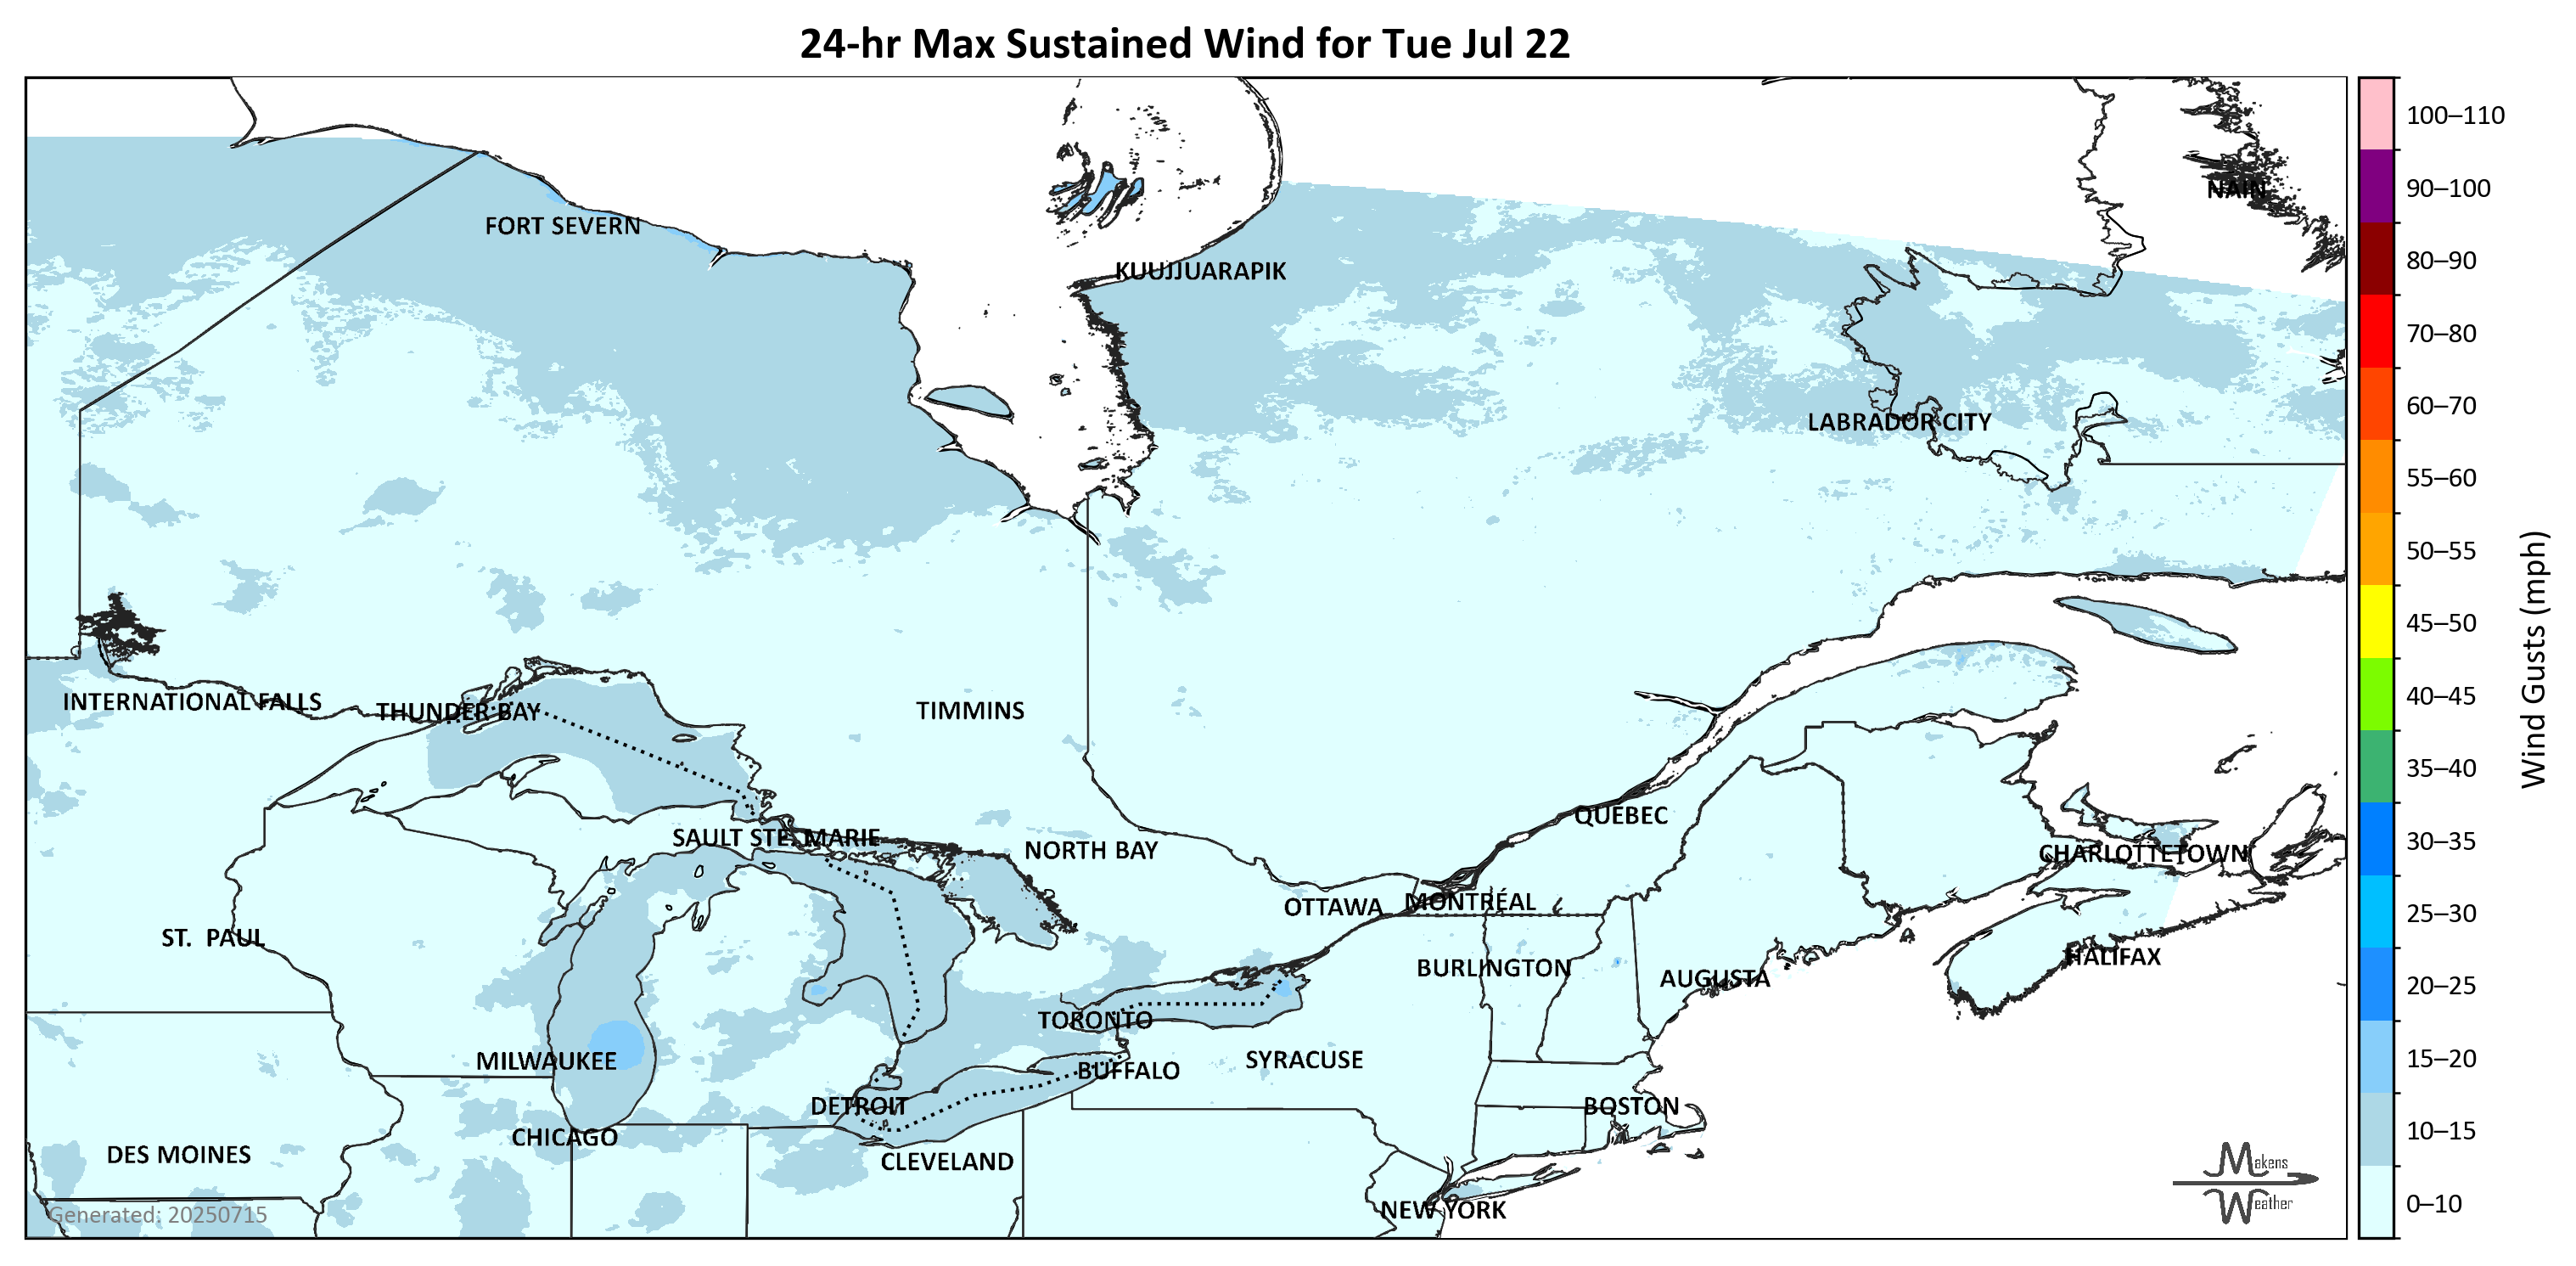 24-hr Max Sustained Wind for Tue Jul 22
100–110
90–100
NAIN
FORT SEVERN
80–90
KUUJJUARAPIK
70–80
60–70
LABRADOR CITY
55–60
50–55
45–50
Wind Gusts (mph)
40–45
INTERNATIONAL FALLS
THUNDER BAY
TIMMINS
35–40
QUÉBEC
30–35
SAULT STE. MARIE
NORTH BAY
CHARLOTTETOWN
OTTAWA
MONTRÉAL
25–30
ST. PAUL
HALIFAX
BURLINGTON
AUGUSTA
20–25
TORONTO
MILWAUKEE
SYRACUSE
15–20
BUFFALO
DETROIT
BOSTON
CHICAGO
10–15
DES MOINES
CLEVELAND
Makens
Weather
0–10
NEW YORK
Generated: 20250715